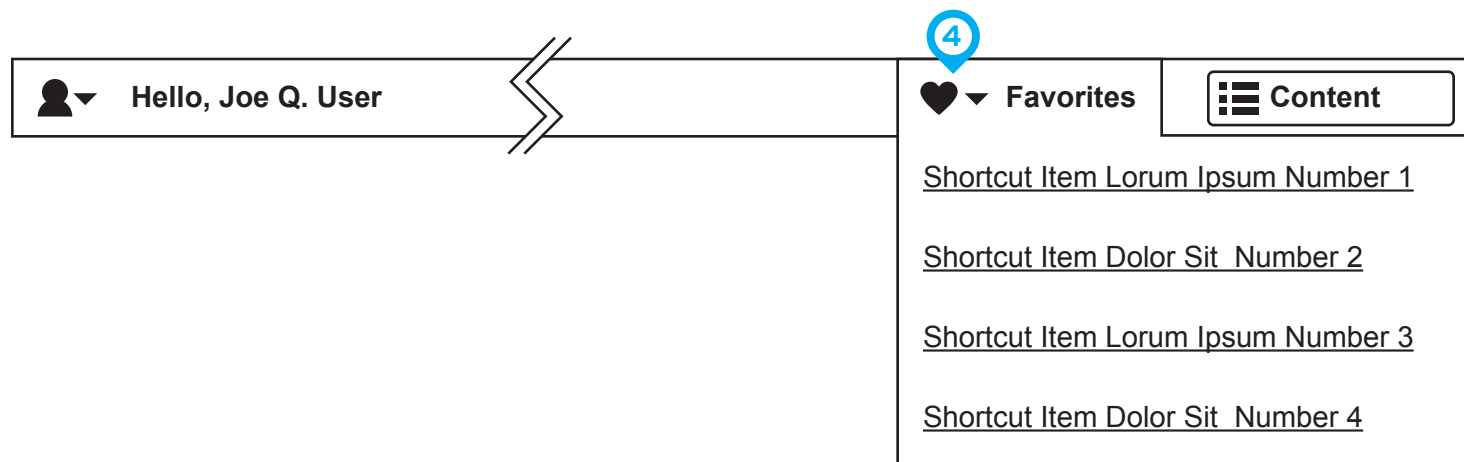 4
Hello, Joe Q. User
Favorites
Content
Shortcut Item Lorum Ipsum Number 1
Shortcut Item Dolor Sit  Number 2
Shortcut Item Lorum Ipsum Number 3
Shortcut Item Dolor Sit  Number 4